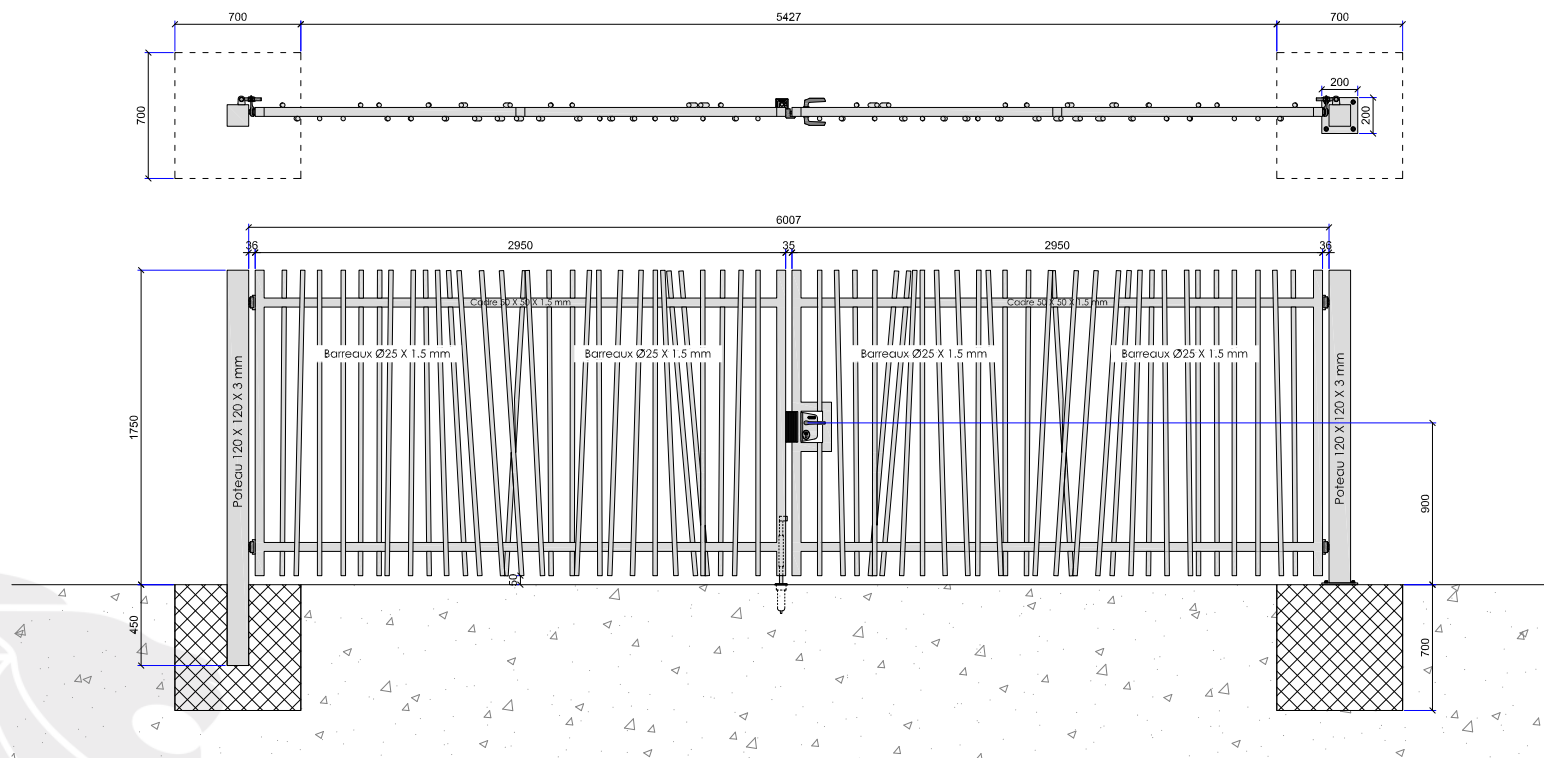 700
5427
700
700
200
200
6007
36
2950
35
2950
36
Cadre 50 X 50 X 1.5 mm
Cadre 50 X 50 X 1.5 mm
Barreaux Ø25 X 1.5 mm
Barreaux Ø25 X 1.5 mm
Barreaux Ø25 X 1.5 mm
Barreaux Ø25 X 1.5 mm
1750
Poteau 120 X 120 X 3 mm
Poteau 120 X 120 X 3 mm
900
50
450
700